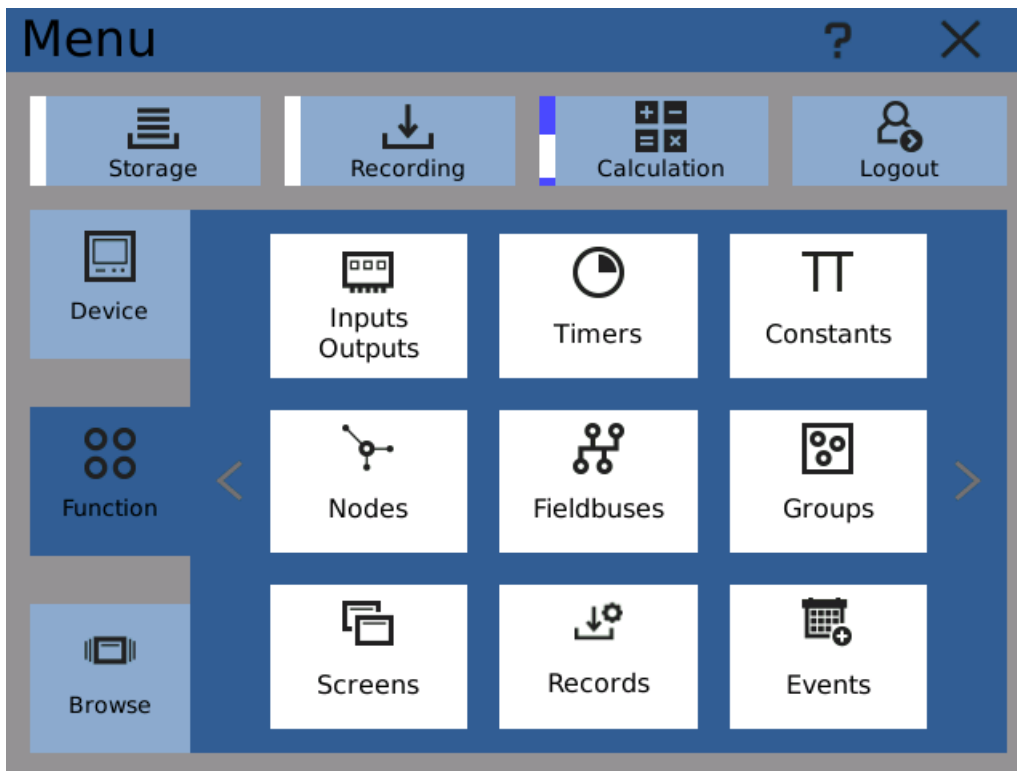 Menu ?
Storage
Recording
Calculation
Logout
Device
Inputs
Outputs
Timers
Constants
Function
Nodes
Fieldbuses
Groups
Browse
Screens
Records
Events